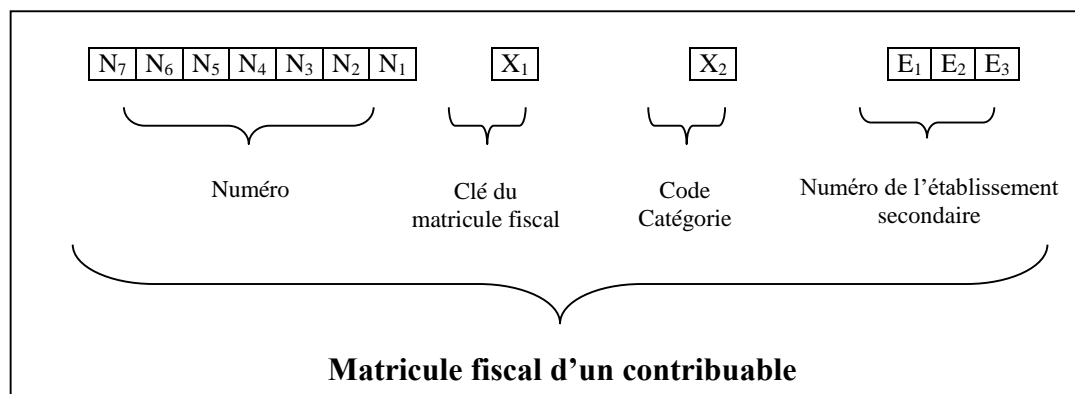 N₇ N₆ N₅ N₄ N₃ N₂ N₁ X₁ X₂ E₁ E₂ E₃
Numéro
Clé du
matricule fiscal
Code
Catégorie
Numéro de l’établissement
secondaire
Matricule fiscal d’un contribuable